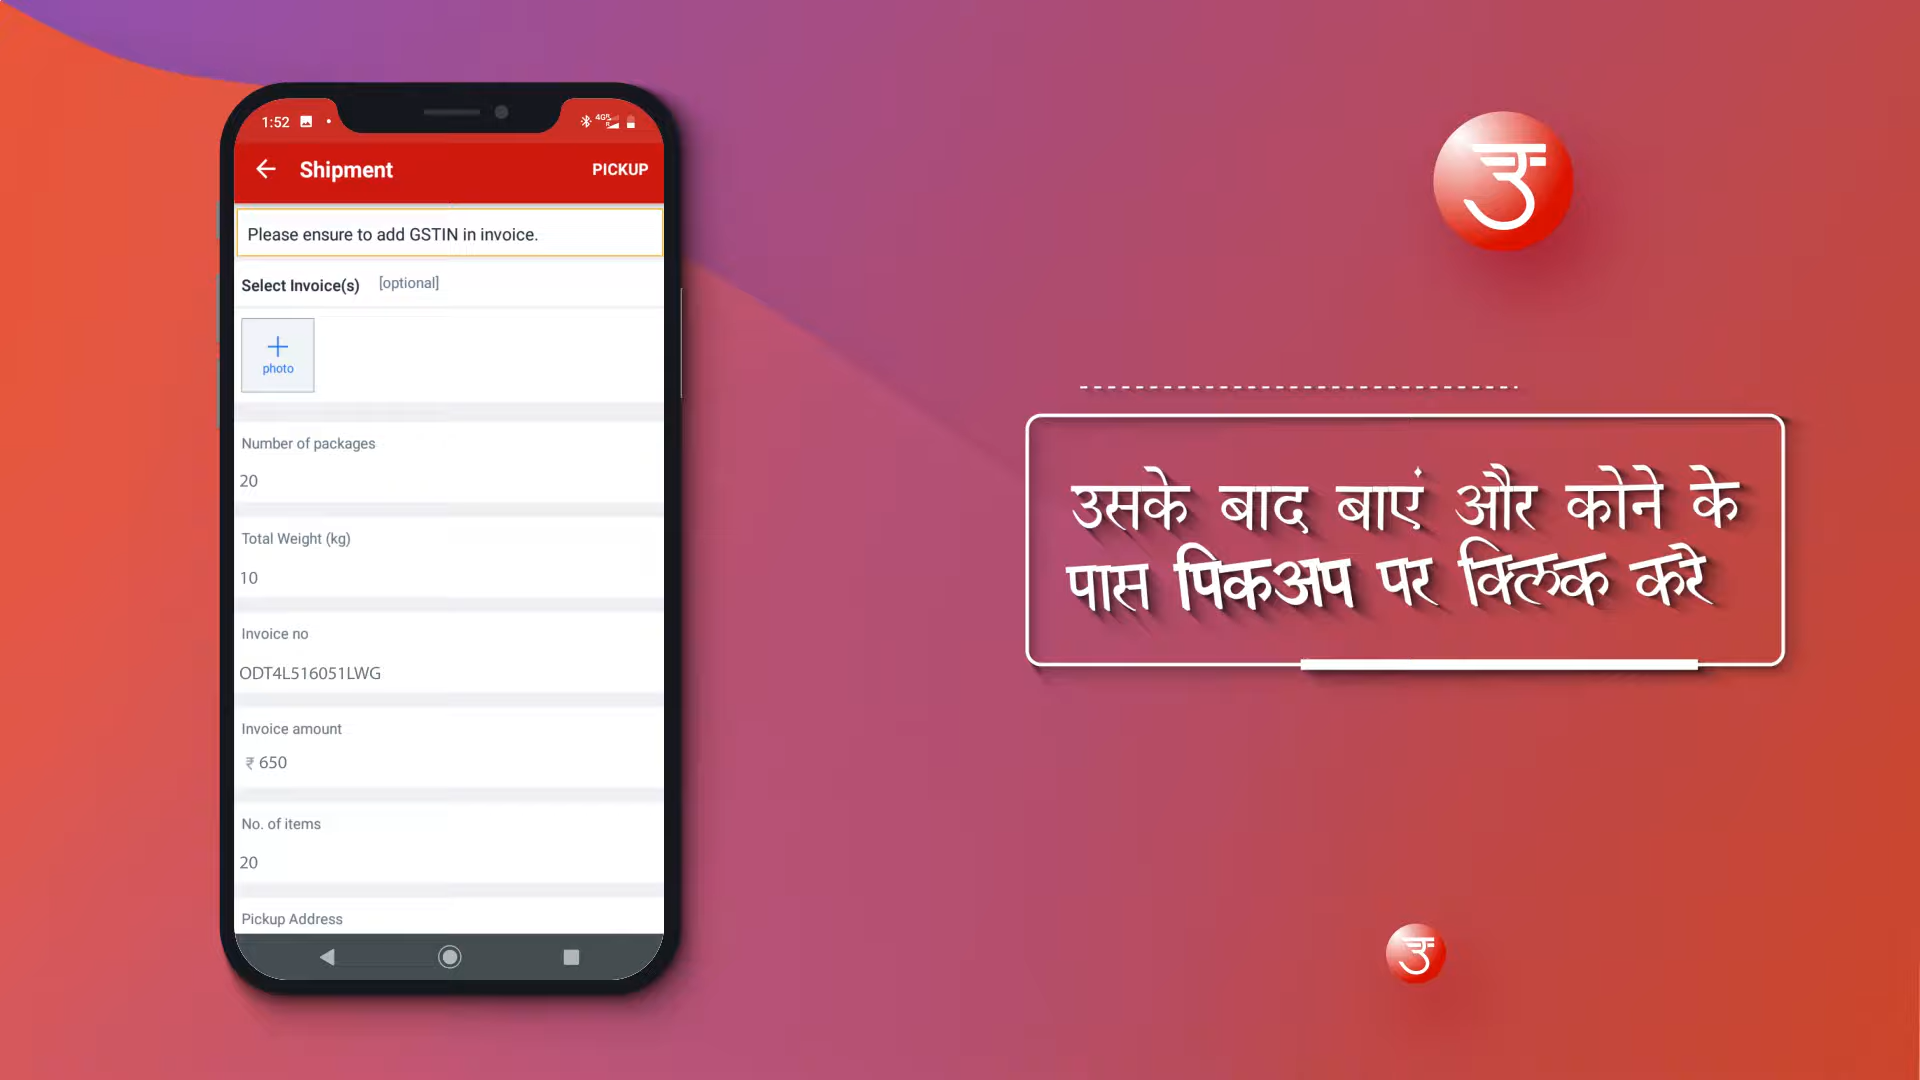 1:52
4G
Shipment PICKUP
Please ensure to add GSTIN in invoice.
Select Invoice(s) [optional]
photo
Number of packages
20
Total Weight (kg)
10
Invoice no
ODT4L516051LWG
Invoice amount
₹ 650
No. of items
20
Pickup Address
उसके बाद बाएं और कोने के
पास पिकअप पर क्लिक करे